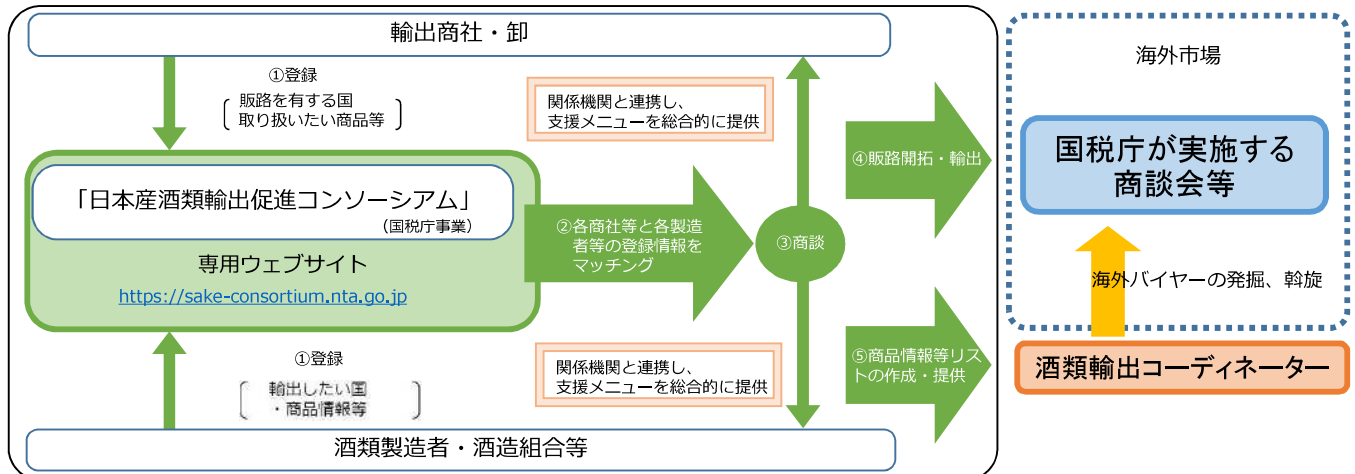 輸出商社・卸
①登録
販路を有する国
取り扱いたい商品等
関係機関と連携し、
支援メニューを総合的に提供
「日本産酒類輸出促進コンソーシアム」
（国税庁事業）
専用ウェブサイト
https://sake-consortium.nta.go.jp
②各商社等と各製造
者等の登録情報を
マッチング
③商談
④販路開拓・輸出
⑤商品情報等リス
トの作成・提供
①登録
輸出したい国
・商品情報等
関係機関と連携し、
支援メニューを総合的に提供
酒類製造者・酒造組合等
海外市場
国税庁が実施する
商談会等
海外バイヤーの発掘、斡旋
酒類輸出コーディネーター